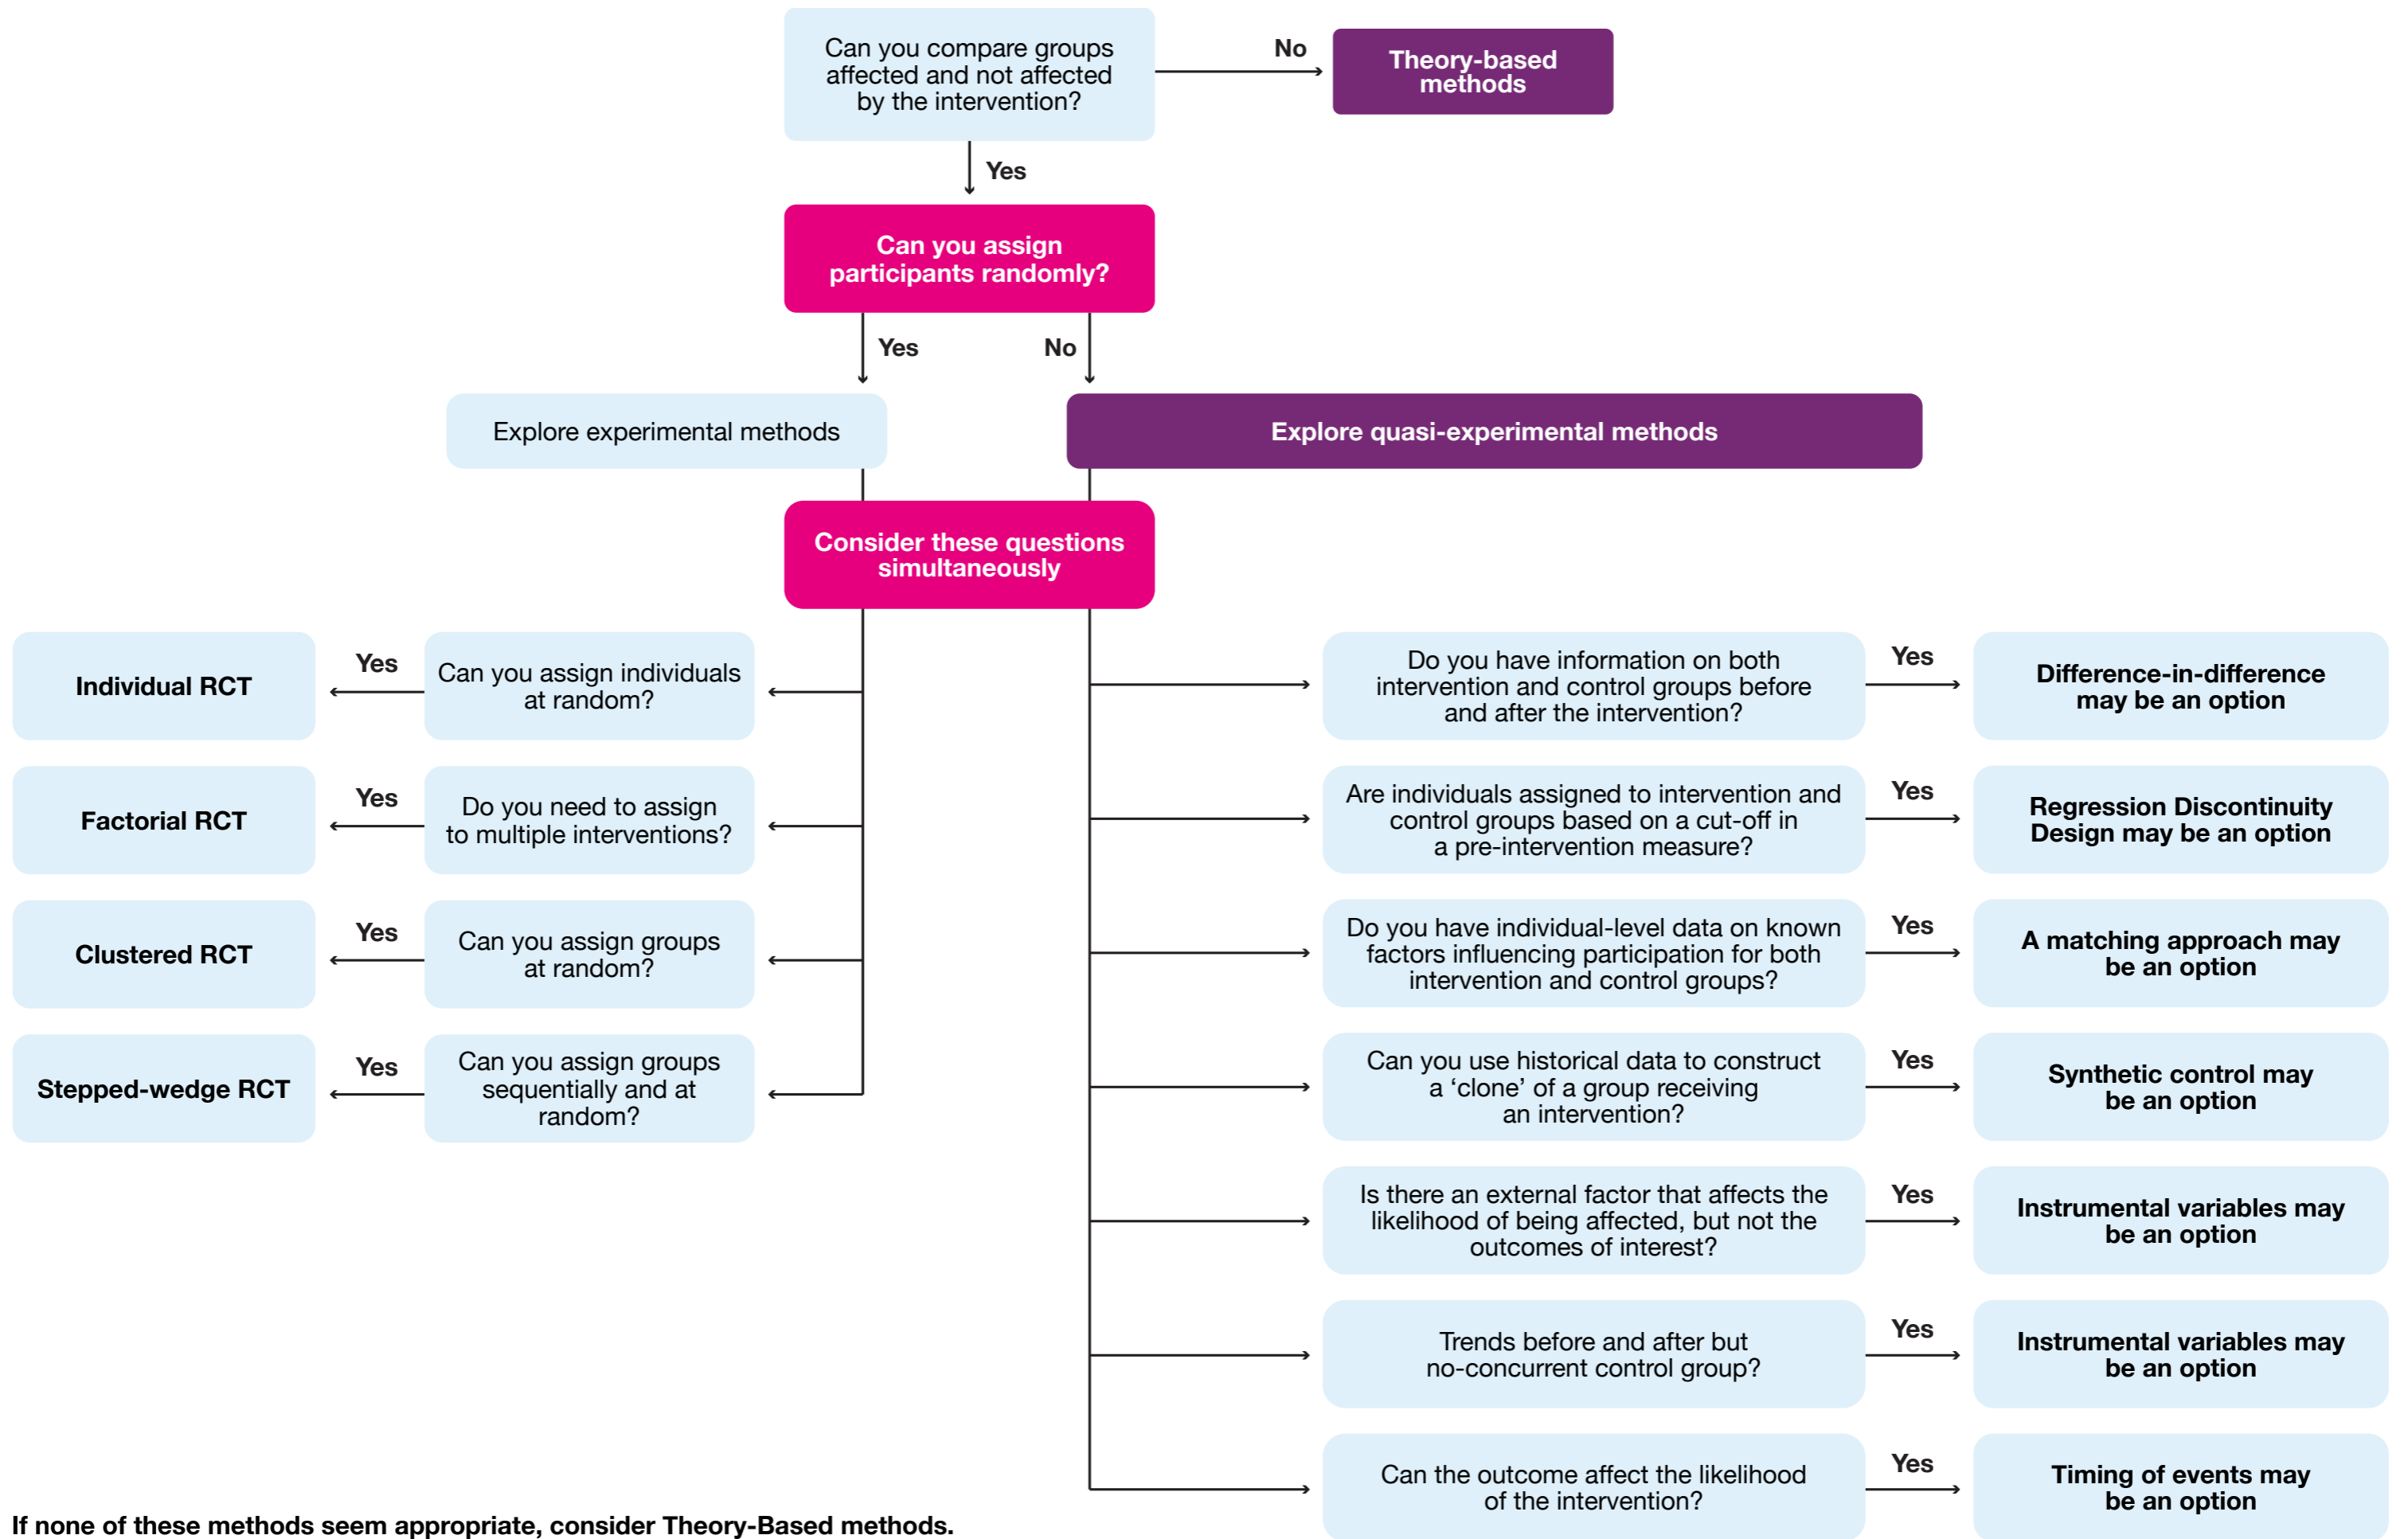 Can you compare groups
affected and not affected
by the intervention?
No
Theory-based
methods
Yes
Can you assign
participants randomly?
Yes
No
Explore experimental methods
Explore quasi-experimental methods
Consider these questions
simultaneously
Individual RCT
Yes
Can you assign individuals
at random?
Factorial RCT
Yes
Do you need to assign
to multiple interventions?
Clustered RCT
Yes
Can you assign groups
at random?
Stepped-wedge RCT
Yes
Can you assign groups
sequentially and at
random?
Do you have information on both
intervention and control groups before
and after the intervention?
Yes
Difference-in-difference
may be an option
Are individuals assigned to intervention and
control groups based on a cut-off in
a pre-intervention measure?
Yes
Regression Discontinuity
Design may be an option
Do you have individual-level data on known
factors influencing participation for both
intervention and control groups?
Yes
A matching approach may
be an option
Can you use historical data to construct
a ‘clone’ of a group receiving
an intervention?
Yes
Synthetic control may
be an option
Is there an external factor that affects the
likelihood of being affected, but not the
outcomes of interest?
Yes
Instrumental variables may
be an option
Trends before and after but
no-concurrent control group?
Yes
Instrumental variables may
be an option
Can the outcome affect the likelihood
of the intervention?
Yes
Timing of events may
be an option
If none of these methods seem appropriate, consider Theory-Based methods.